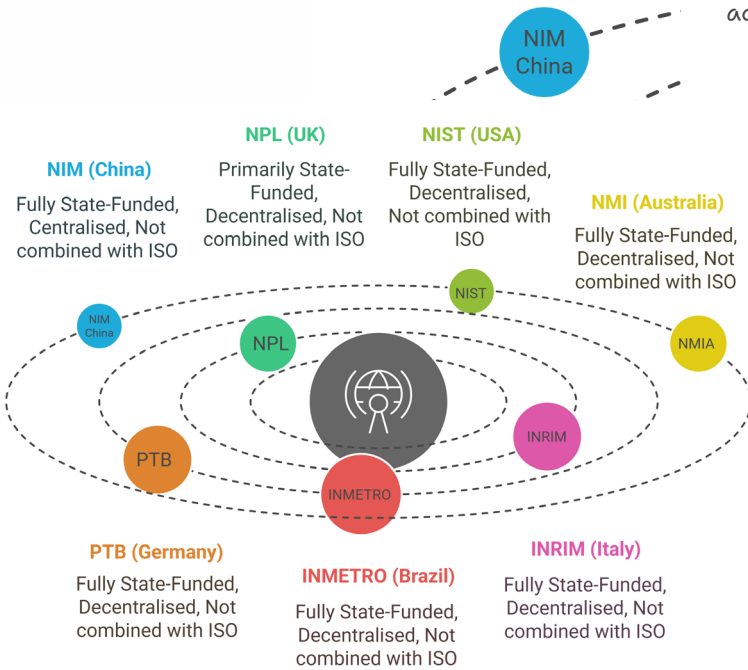 ac
NIM
China
NPL (UK)
Primarily State-
Funded,
Decentralised, Not
combined with ISO
NIST (USA)
Fully State-Funded,
Decentralised,
Not combined with
ISO
NIM (China)
Fully State-Funded,
Centralised, Not
combined with ISO
NMI (Australia)
Fully State-Funded,
Decentralised, Not
combined with ISO
NIST
NIM
China
NPL
NMIA
INRIM
PTB
INMETRO
PTB (Germany)
Fully State-Funded,
Decentralised, Not
combined with ISO
INMETRO (Brazil)
Fully State-Funded,
Decentralised, Not
combined with ISO
INRIM (Italy)
Fully State-Funded,
Decentralised, Not
combined with ISO